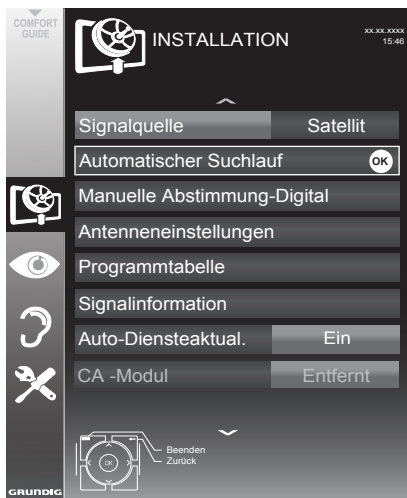 COMFORT
GUIDE
INSTALLATION
xx.xx.xxxx
15:46
Signalquelle Satellit
Automatischer Suchlauf OK
Manuelle Abstimmung-Digital
Antenneneinstellungen
Programmtabelle
Signalinformation
Auto-Diensteaktual. Ein
CA -Modul Entfernt
OK
Beenden
Zurück
GRUNDIG